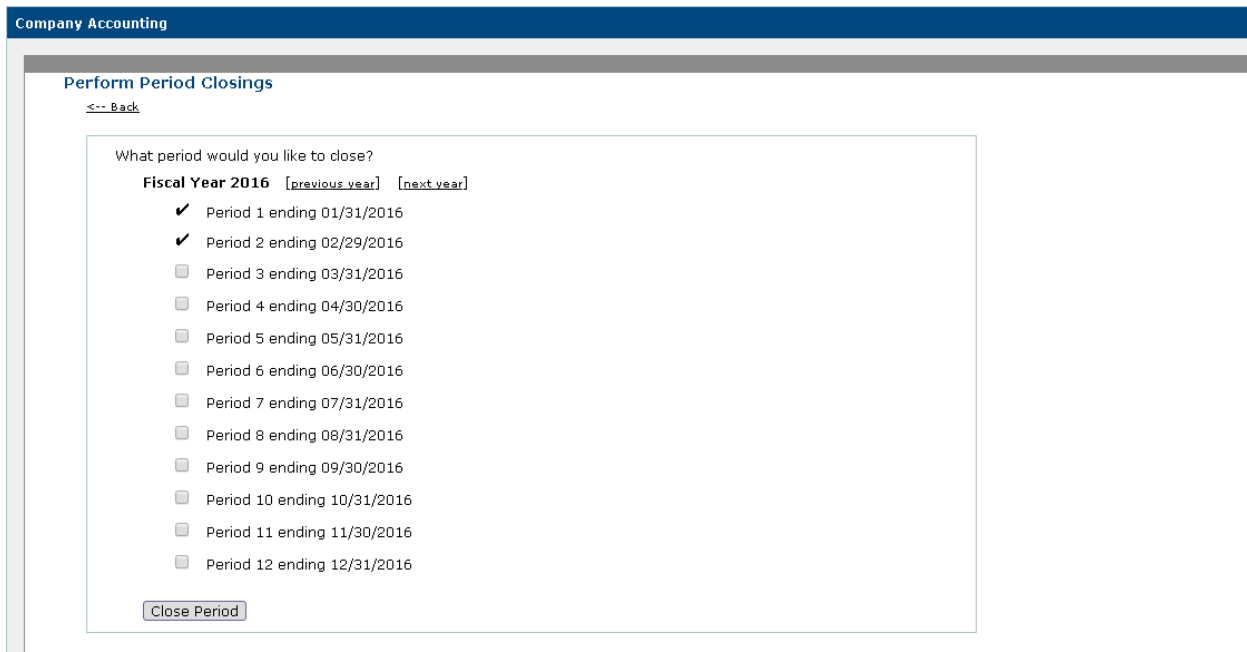 Company Accounting
Perform Period Closings
<-- Back
What period would you like to close?
Fiscal Year 2016 [previous year] [next year]
Period 1 ending 01/31/2016
Period 2 ending 02/29/2016
Period 3 ending 03/31/2016
Period 4 ending 04/30/2016
Period 5 ending 05/31/2016
Period 6 ending 06/30/2016
Period 7 ending 07/31/2016
Period 8 ending 08/31/2016
Period 9 ending 09/30/2016
Period 10 ending 10/31/2016
Period 11 ending 11/30/2016
Period 12 ending 12/31/2016
Close Period